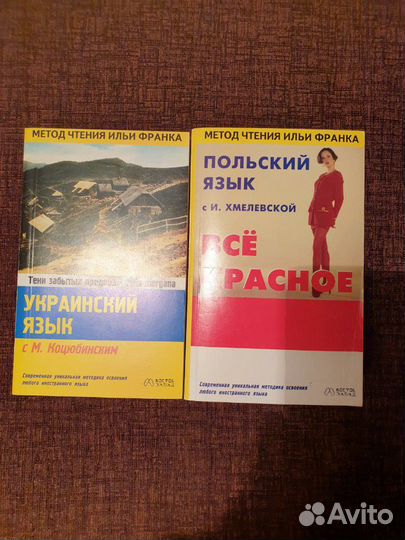 МЕТОД ЧТЕНИЯ ИЛЬИ ФРАНКА
Тени забытых предков. Fata morgana
УКРАИНСКИЙ
ЯЗЫК
с М. Коцюбинским
Современная уникальная методика освоения
любого иностранного языка
ВОСТОК
ЗАПАД
МЕТОД ЧТЕНИЯ ИЛЬИ ФРАНКА
ПОЛЬСКИЙ
ЯЗЫК
с И. ХМЕЛЕВСКОЙ
ВСЁ
КРАСНОЕ
Современная уникальная методика освоения
любого иностранного языка
ВОСТОК
ЗАПАД
Avito